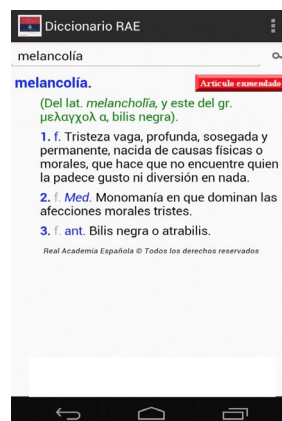 Diccionario RAE
melancolía
melancolía.
Artículo enmendado
(Del lat. melancholĭa, y este del gr.
μελαγχολ α, bilis negra).
1. f. Tristeza vaga, profunda, sosegada y
permanente, nacida de causas físicas o
morales, que hace que no encuentre quien
la padece gusto ni diversión en nada.
2. f. Med. Monomanía en que dominan las
afecciones morales tristes.
3. f. ant. Bilis negra o atrabilis.
Real Academia Española © Todos los derechos reservados